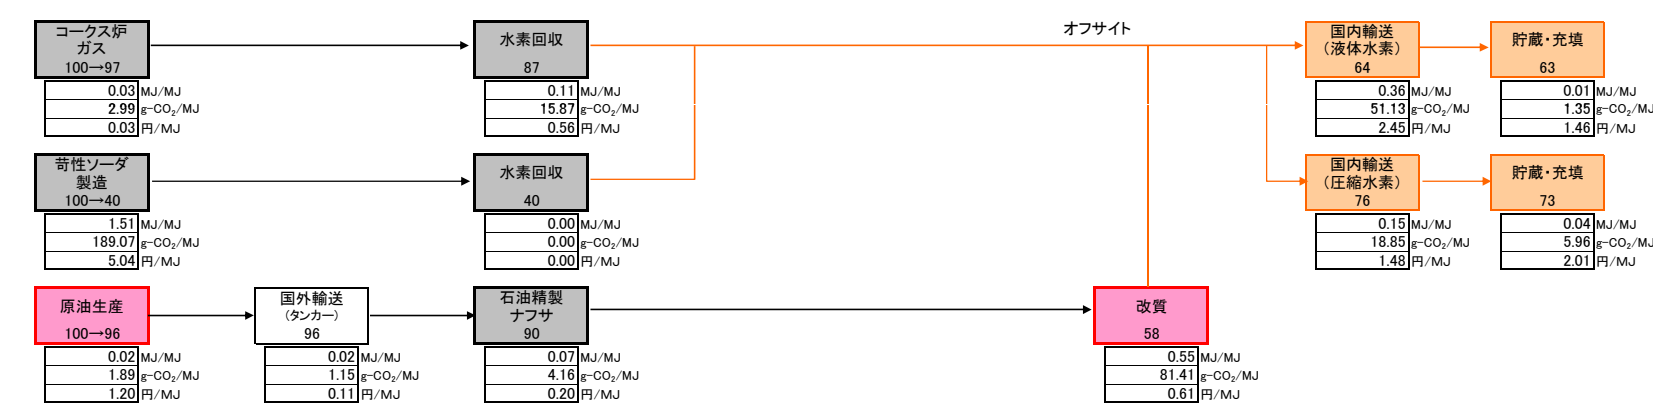 コークス炉
ガス
100→97
0.03 MJ/MJ
2.99 g-CO₂/MJ
0.03 円/MJ
水素回収
87
0.11 MJ/MJ
15.87 g-CO₂/MJ
0.56 円/MJ
オフサイト
国内輸送
(液体水素)
64
0.36 MJ/MJ
51.13 g-CO₂/MJ
2.45 円/MJ
貯蔵・充填
63
0.01 MJ/MJ
1.35 g-CO₂/MJ
1.46 円/MJ
苛性ソーダ
製造
100→40
1.51 MJ/MJ
189.07 g-CO₂/MJ
5.04 円/MJ
水素回収
40
0.00 MJ/MJ
0.00 g-CO₂/MJ
0.00 円/MJ
国内輸送
(圧縮水素)
76
0.15 MJ/MJ
18.85 g-CO₂/MJ
1.48 円/MJ
貯蔵・充填
73
0.04 MJ/MJ
5.96 g-CO₂/MJ
2.01 円/MJ
原油生産
100→96
0.02 MJ/MJ
1.89 g-CO₂/MJ
1.20 円/MJ
国外輸送
(タンカー)
96
0.02 MJ/MJ
1.15 g-CO₂/MJ
0.11 円/MJ
石油精製
ナフサ
90
0.07 MJ/MJ
4.16 g-CO₂/MJ
0.20 円/MJ
改質
58
0.55 MJ/MJ
81.41 g-CO₂/MJ
0.61 円/MJ